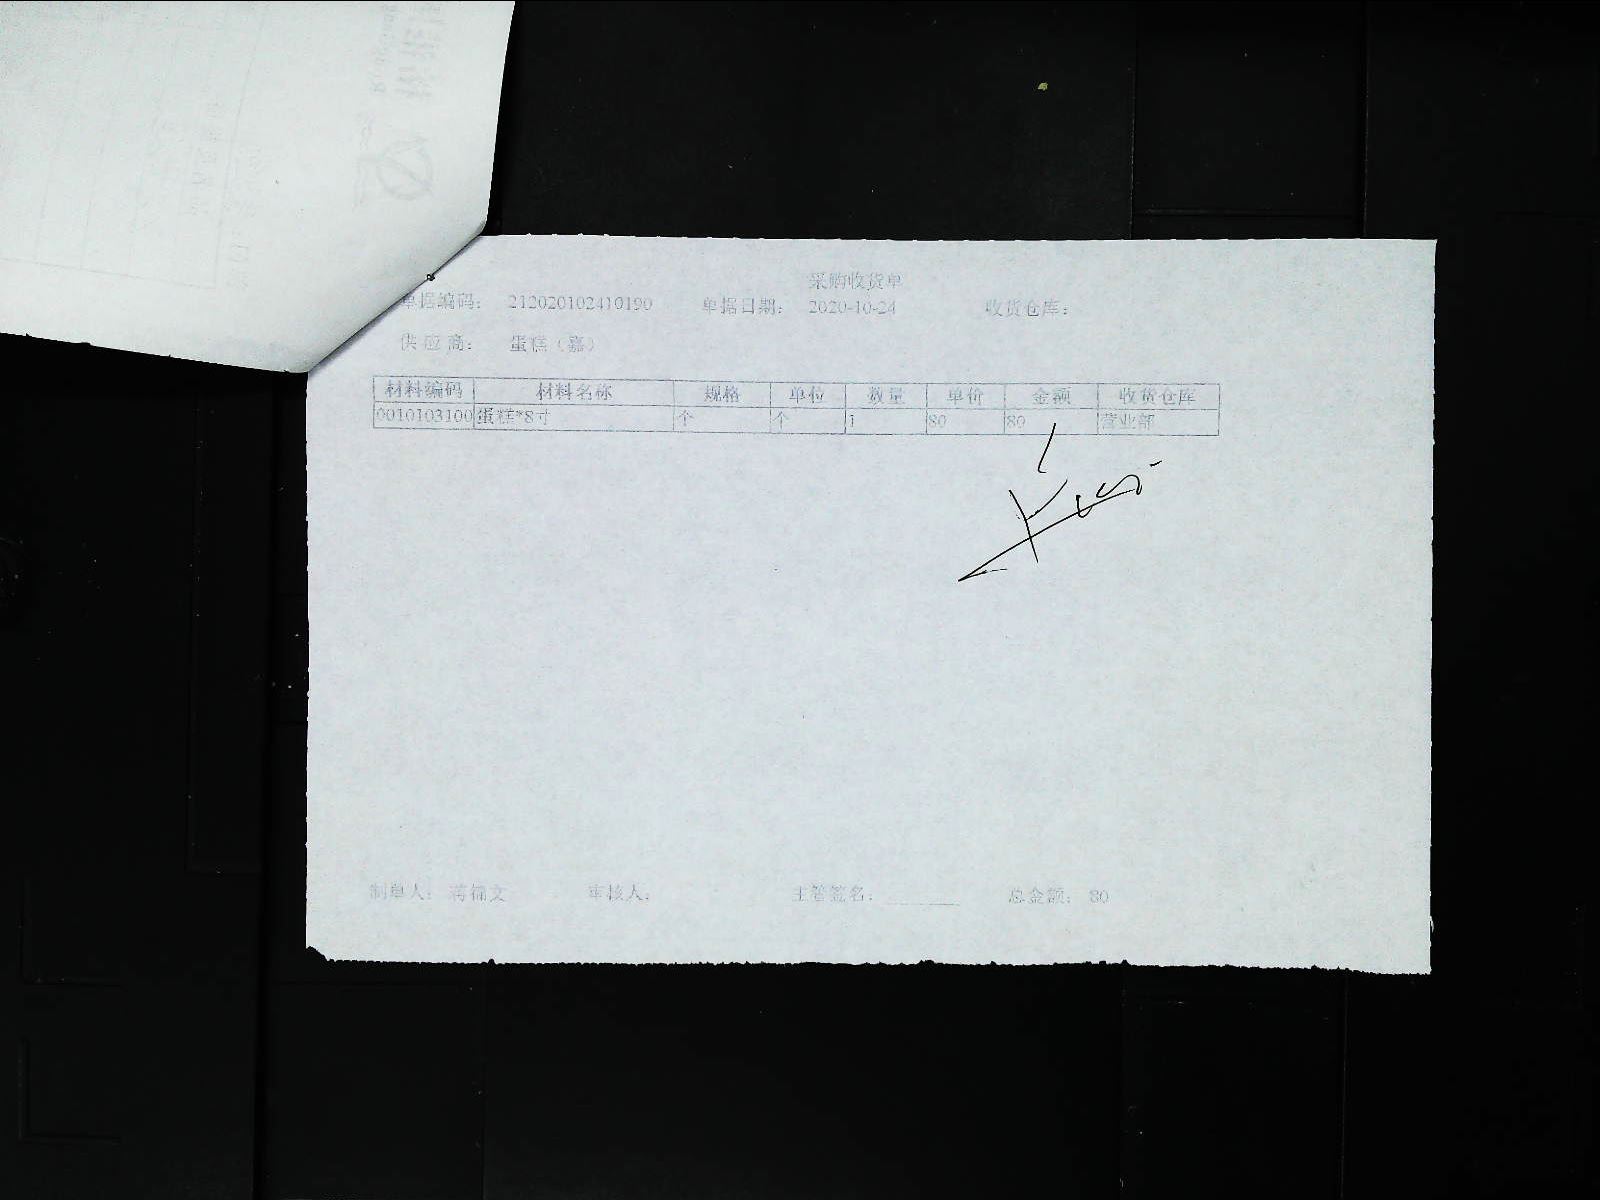 采购收货单
单据编码： 212020102410190 单据日期： 2020-10-24 收货仓库：
供应商： 蛋糕（嘉）
材料编码 材料名称 规格 单位 数量 单价 金额 收货仓库
0010103100 蛋糕*8寸 个 个 1 80 80 营业部
制单人： 蒋锦文 审核人： 主管签名： 总金额： 80